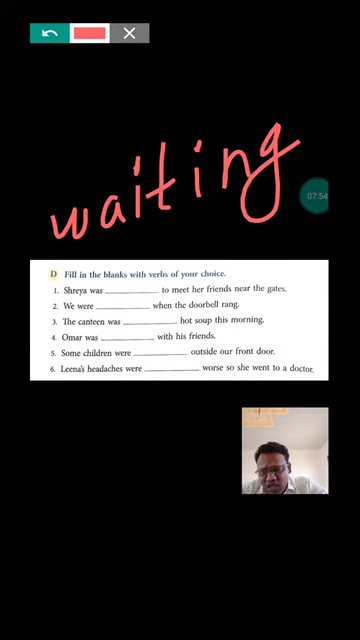 waiting
07:54
D Fill in the blanks with verbs of your choice.
1. Shreya was ____________ to meet her friends near the gates.
2. We were ____________ when the doorbell rang.
3. The canteen was ____________ hot soup this morning.
4. Omar was ____________ with his friends.
5. Some children were ____________ outside our front door.
6. Leena's headaches were ____________ worse so she went to a doctor.